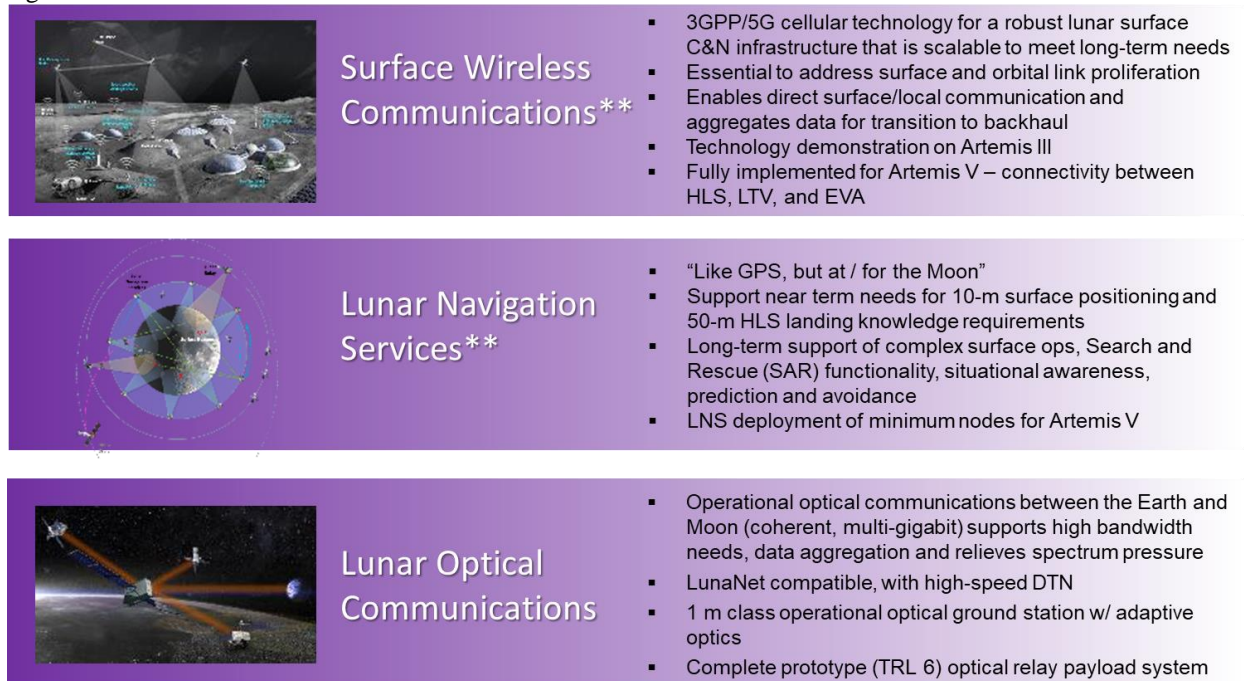 Surface Wireless
Communications**
▪ 3GPP/5G cellular technology for a robust lunar surface
C&N infrastructure that is scalable to meet long-term needs
▪ Essential to address surface and orbital link proliferation
▪ Enables direct surface/local communication and
aggregates data for transition to backhaul
▪ Technology demonstration on Artemis III
▪ Fully implemented for Artemis V – connectivity between
HLS, LTV, and EVA
Lunar Navigation
Services**
▪ “Like GPS, but at / for the Moon”
▪ Support near term needs for 10-m surface positioning and
50-m HLS landing knowledge requirements
▪ Long-term support of complex surface ops, Search and
Rescue (SAR) functionality, situational awareness,
prediction and avoidance
▪ LNS deployment of minimum nodes for Artemis V
Lunar Optical
Communications
▪ Operational optical communications between the Earth and
Moon (coherent, multi-gigabit) supports high bandwidth
needs, data aggregation and relieves spectrum pressure
▪ LunaNet compatible, with high-speed DTN
▪ 1 m class operational optical ground station w/ adaptive
optics
▪ Complete prototype (TRL 6) optical relay payload system